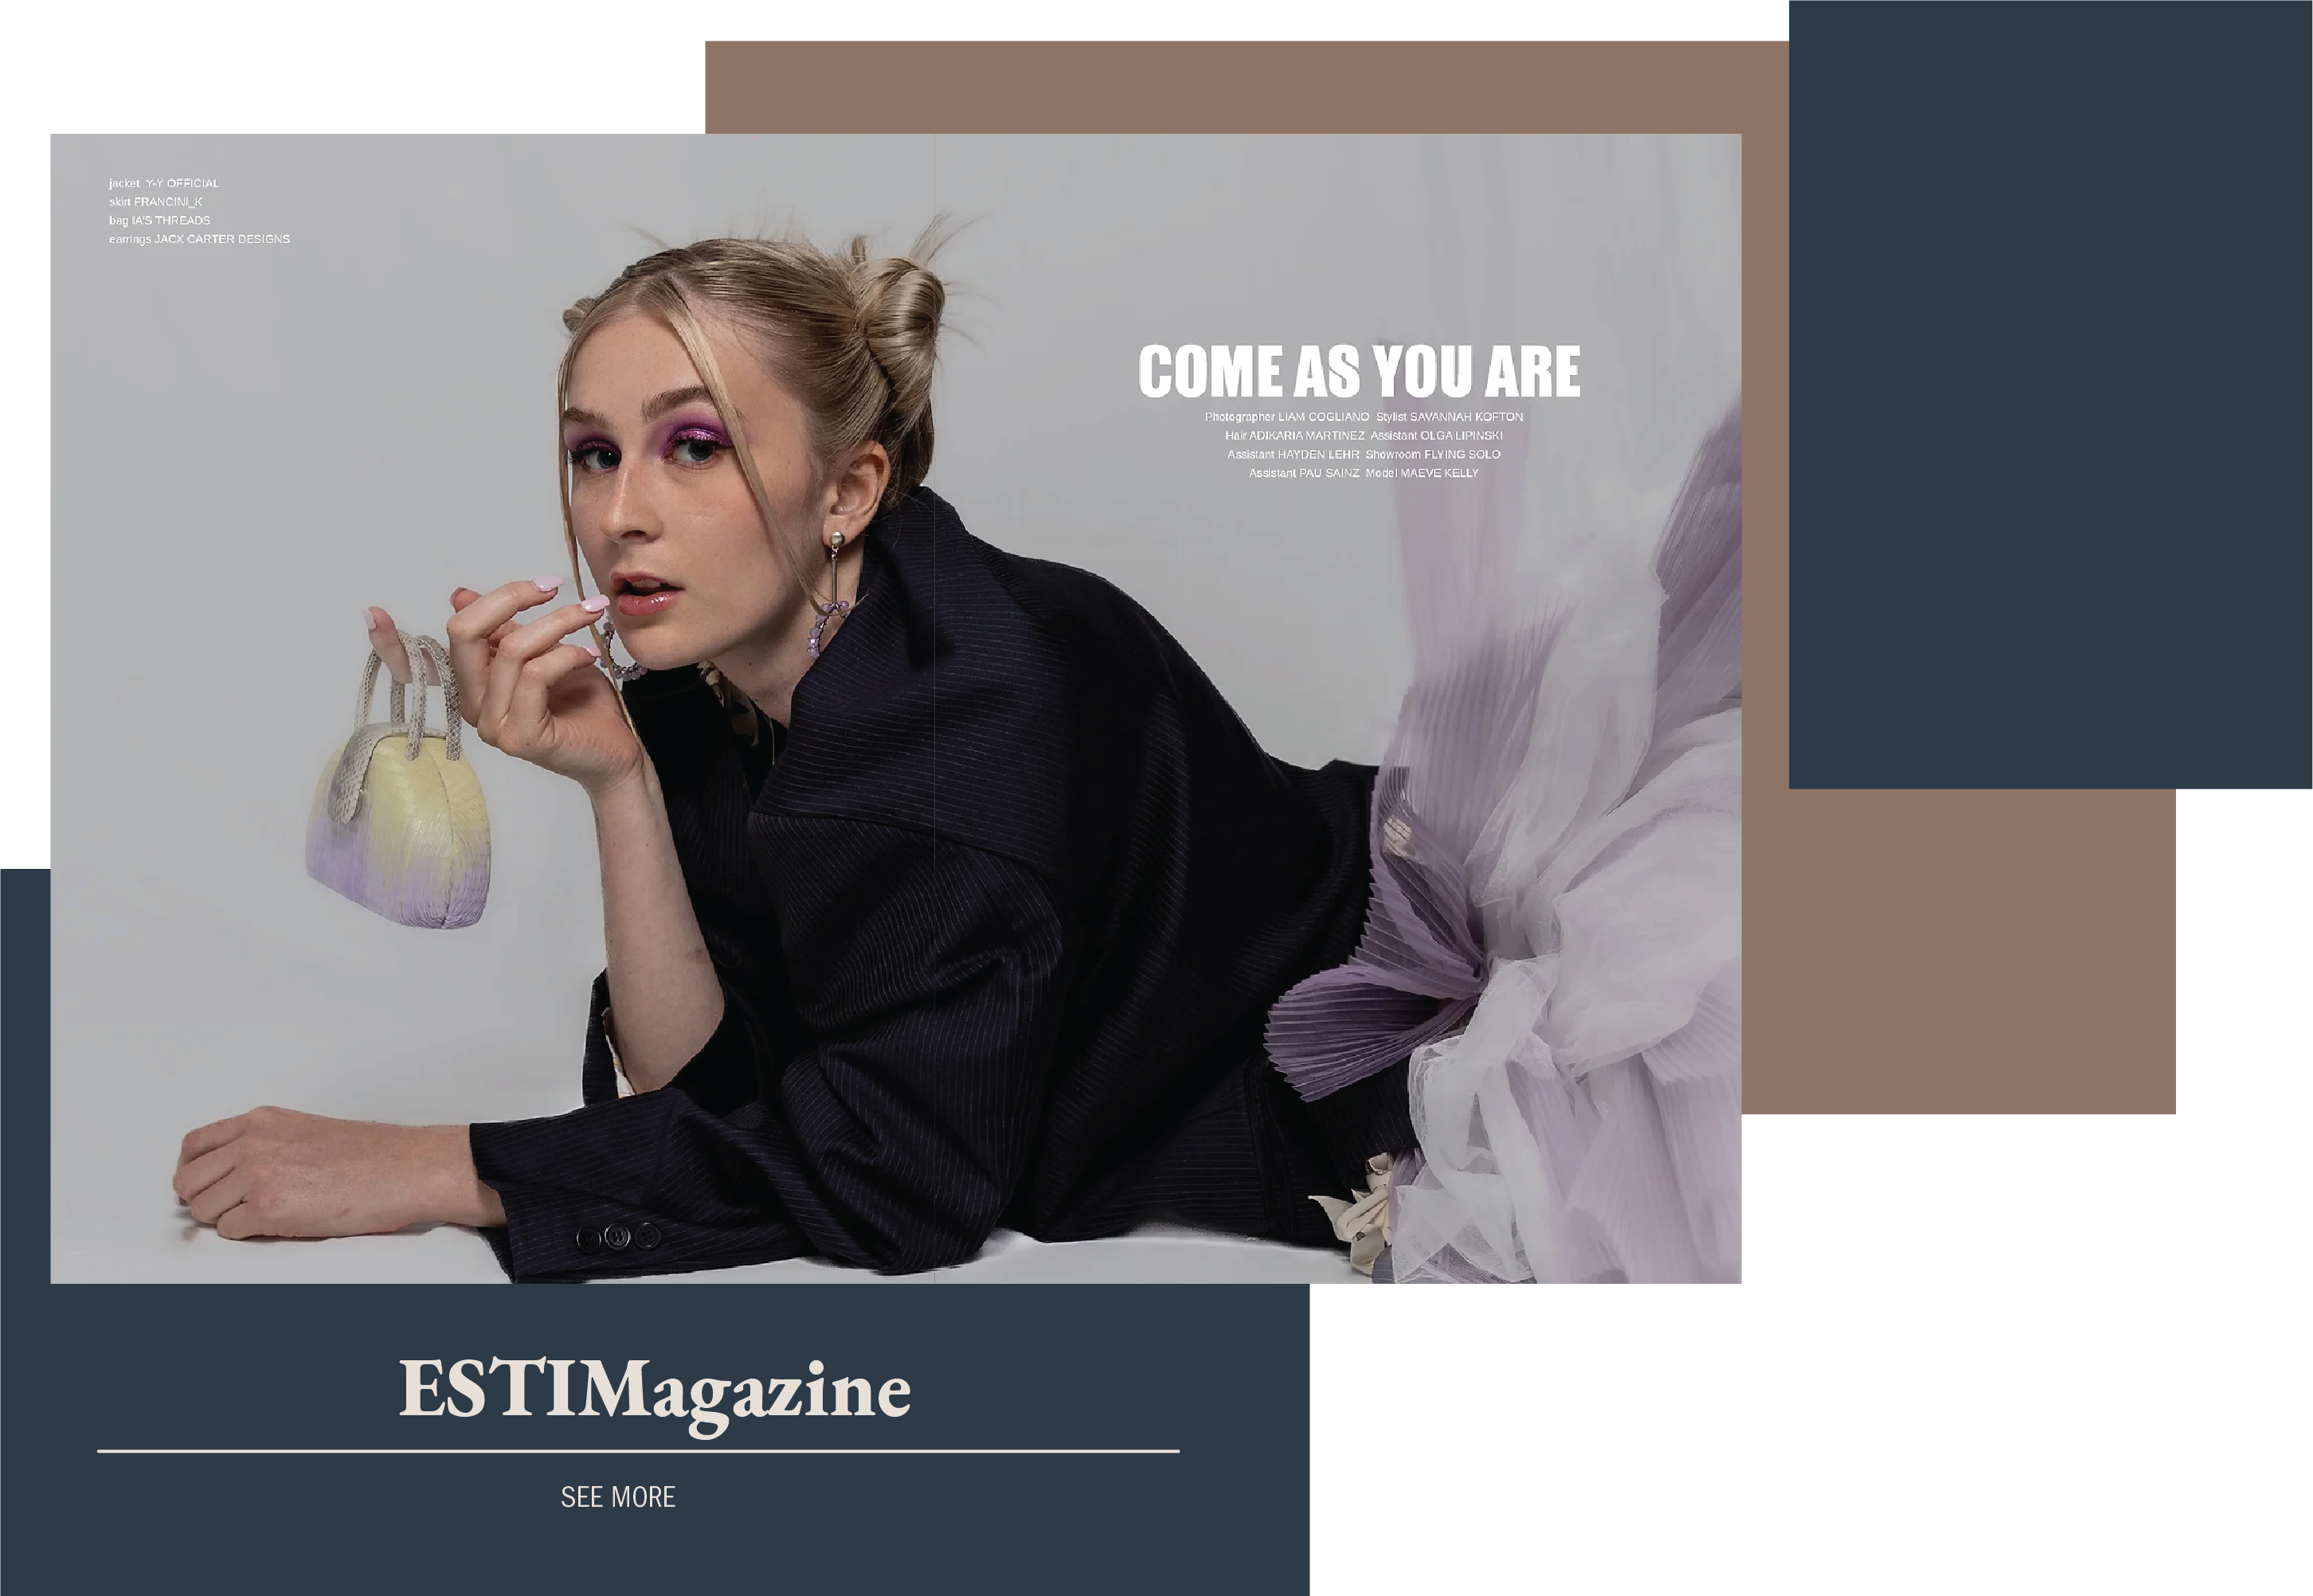 jacket Y-Y OFFICIAL
skirt FRANCINI_K
bag IA'S THREADS
earrings JACX CARTER DESIGNS
COME AS YOU ARE
Photographer LIAM COGLIANO Stylist SAVANNAH KOFTON
Hair ADIKARIA MARTINEZ Assistant OLGA LIPINSKI
Assistant HAYDEN LEHR Showroom FLYING SOLO
Assistant PAU SAINZ Model MAEVE KELLY
ESTIMagazine
SEE MORE